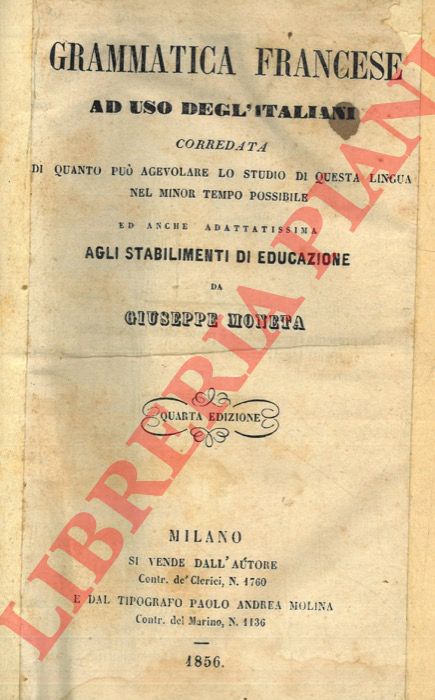 GRAMMATICA FRANCESE
AD USO DEGL'ITALIANI
CORREDATA
DI QUANTO PUÒ AGEVOLARE LO STUDIO DI QUESTA LINGUA
NEL MINOR TEMPO POSSIBILE
ED ANCHE ADATTATISSIMA
AGLI STABILIMENTI DI EDUCAZIONE
DA
GIUSEPPE MONETA
QUARTA EDIZIONE
MILANO
SI VENDE DALL'AUTORE
Contr. de' Clerici, N. 1760
E DAL TIPOGRAFO PAOLO ANDREA MOLINA
Contr. del Marino, N. 1136
1856.
LIBRERIA PIANI